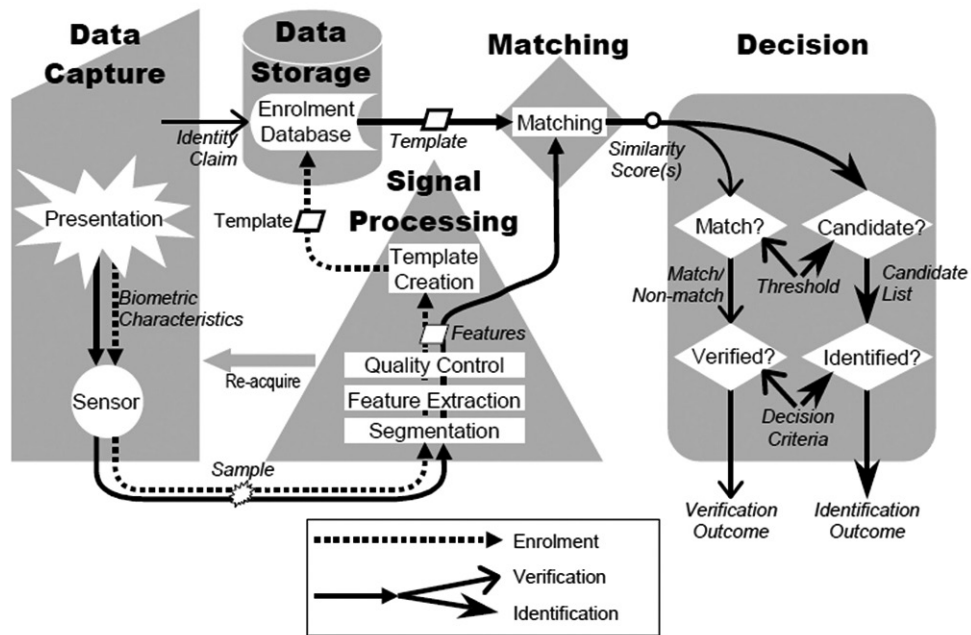 Data
Capture
Data
Storage
Matching
Decision
Enrolment
Database
Identity
Claim
Template
Matching
Similarity
Score(s)
Signal
Processing
Presentation
Template
Template
Creation
Match?
Candidate?
Biometric
Characteristics
Features
Match/
Non-match
Threshold
Candidate
List
Re-acquire
Quality Control
Verified?
Identified?
Sensor
Feature Extraction
Segmentation
Decision
Criteria
Sample
Verification
Outcome
Identification
Outcome
Enrolment
Verification
Identification